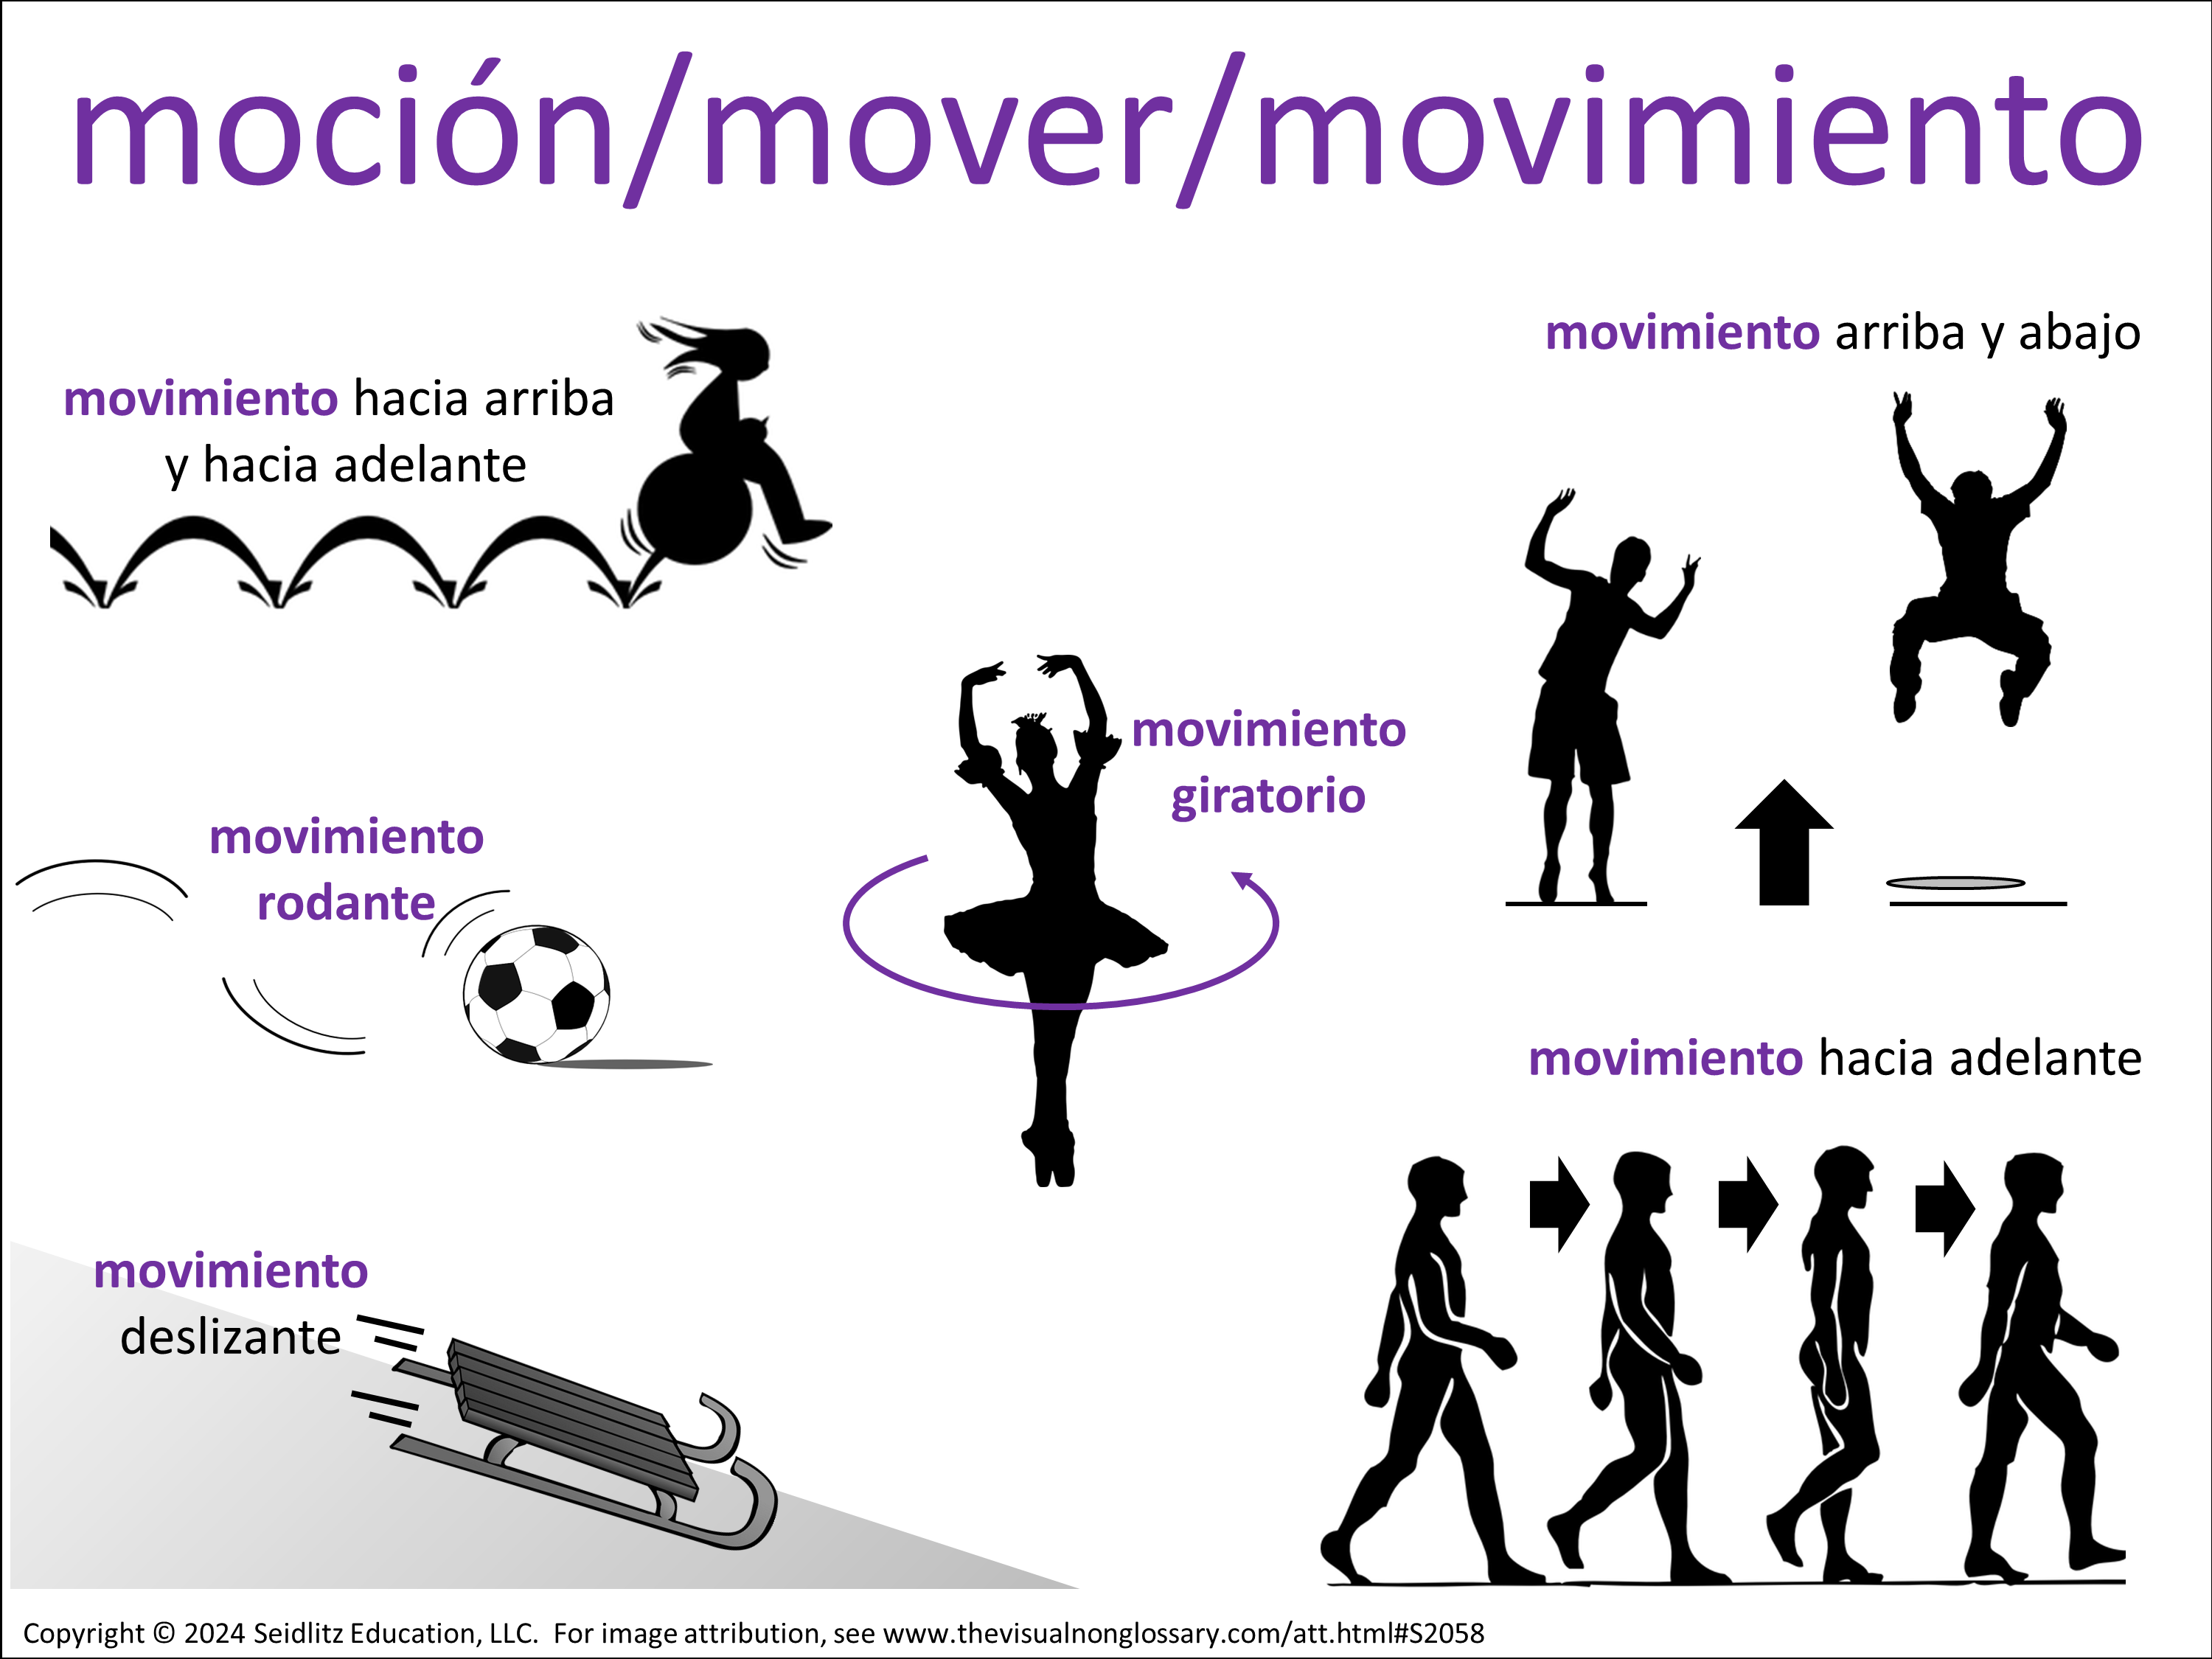 moción/mover/movimiento
movimiento hacia arriba
y hacia adelante
movimiento arriba y abajo
movimiento
giratorio
movimiento
rodante
movimiento hacia adelante
movimiento
deslizante
Copyright © 2024 Seidlitz Education, LLC.  For image attribution, see www.thevisualnonglossary.com/att.html#S2058